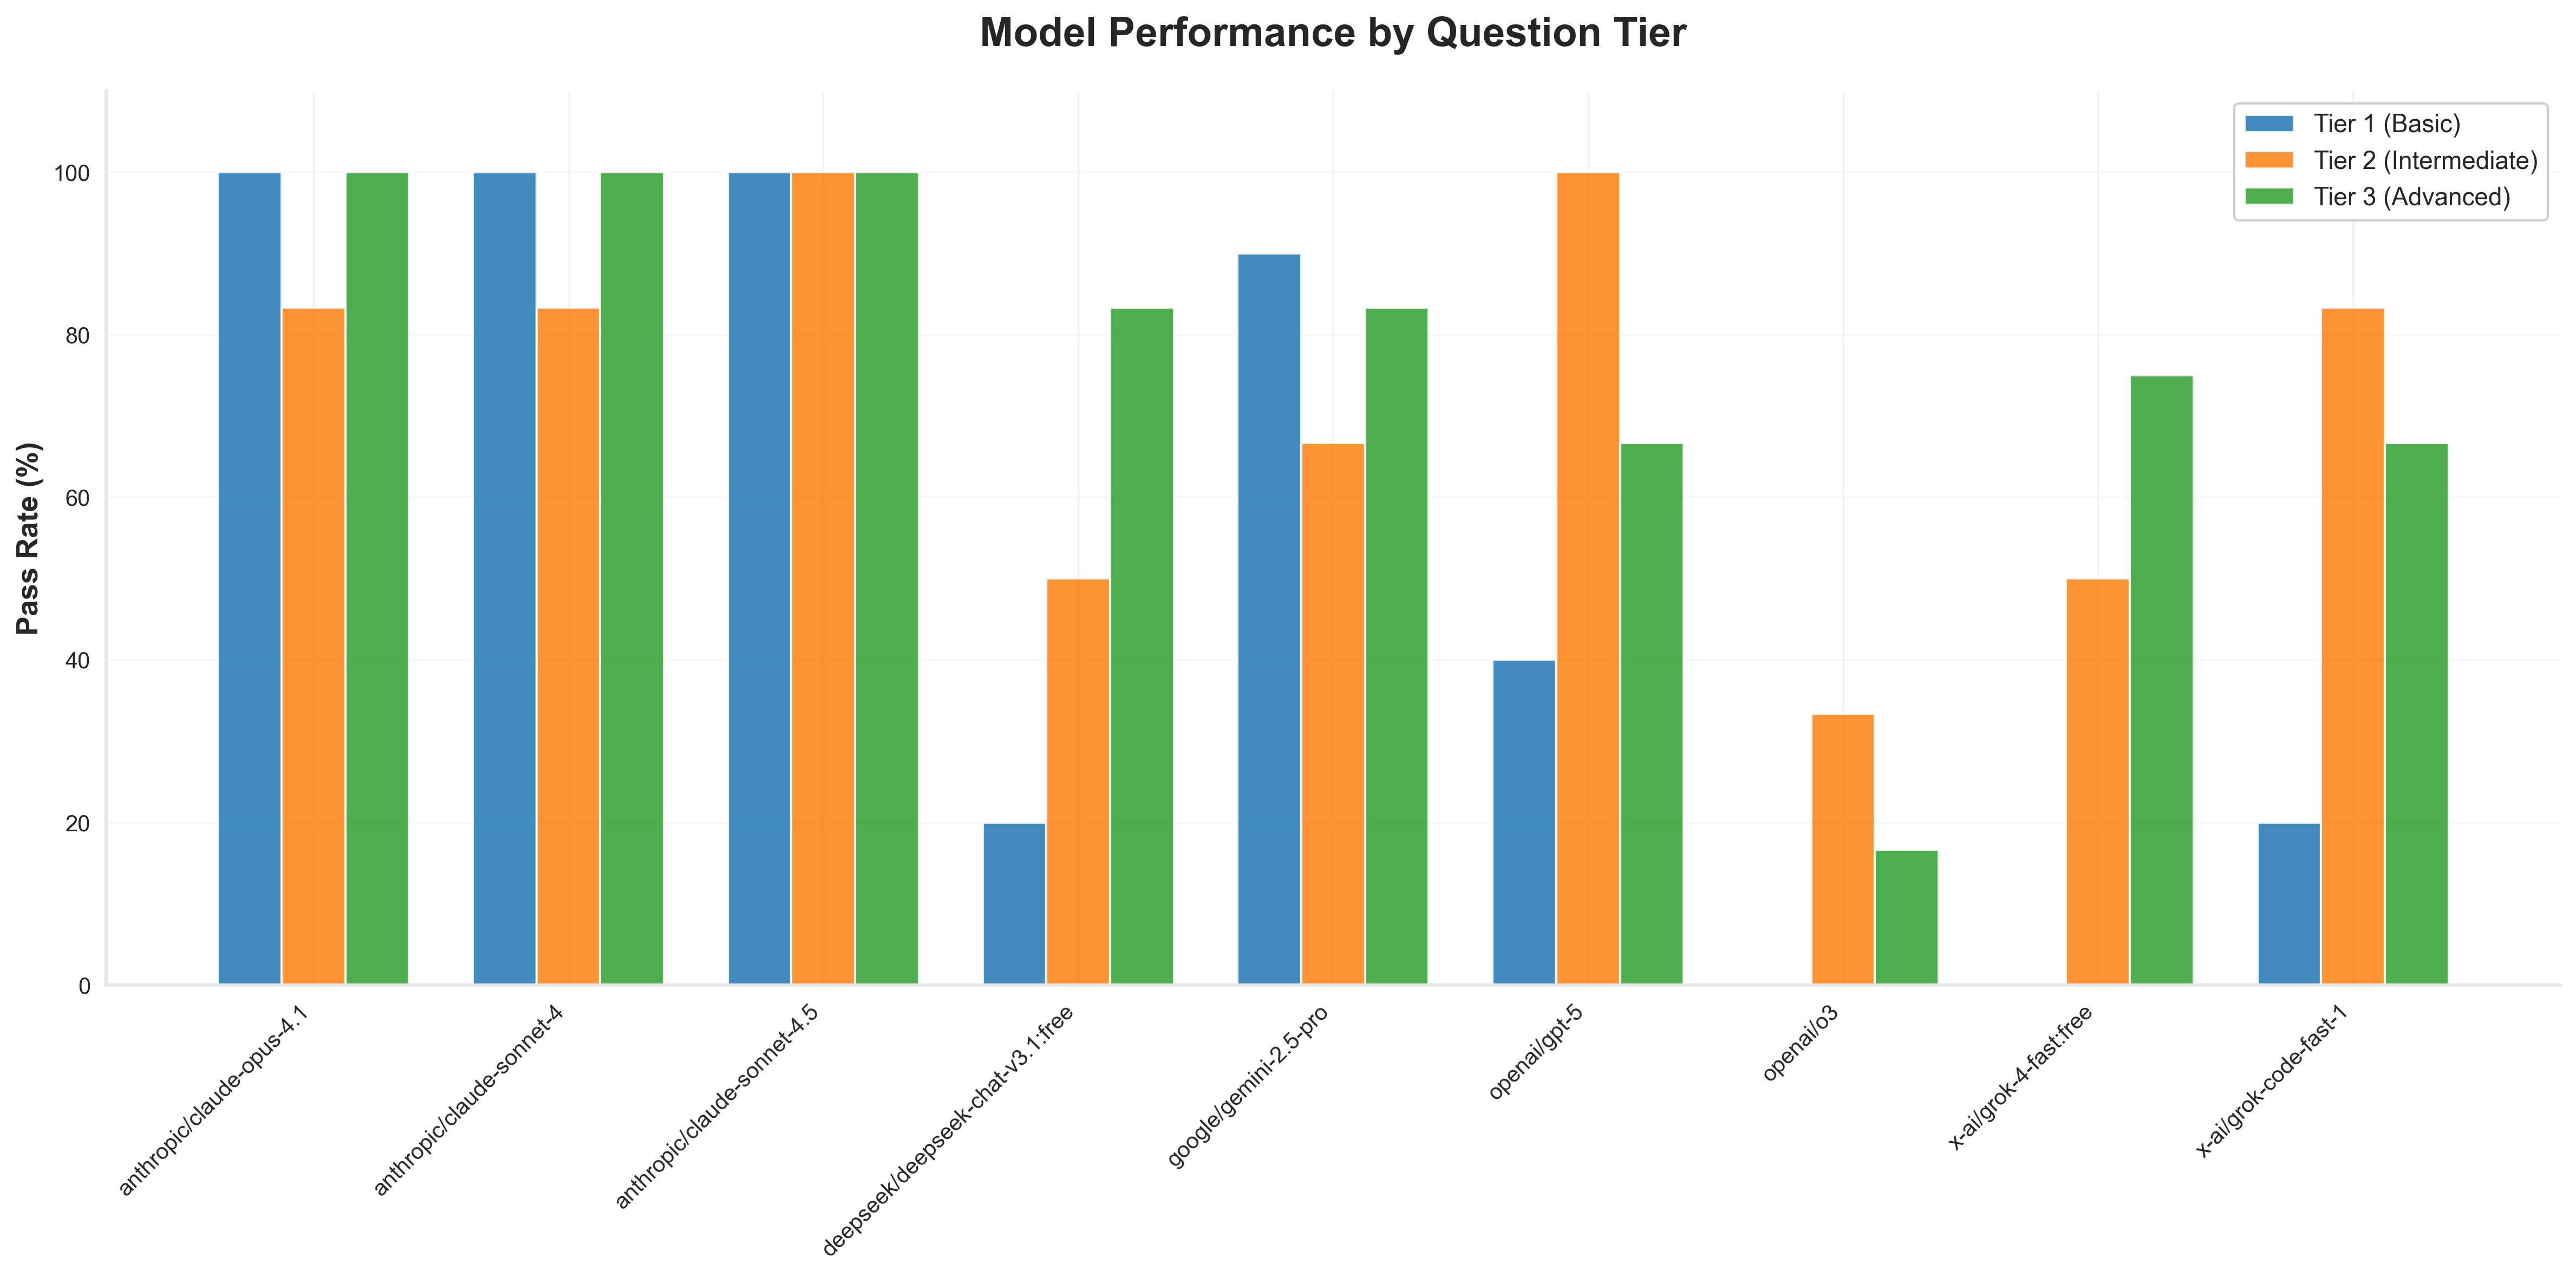 Model Performance by Question Tier
Tier 1 (Basic)
Tier 2 (Intermediate)
Tier 3 (Advanced)
Pass Rate (%)
100
80
60
40
20
0
anthropic/claude-opus-4.1
anthropic/claude-sonnet-4
anthropic/claude-sonnet-4.5
deepseek/deepseek-chat-v3.1:free
google/gemini-2.5-pro
openai/gpt-5
openai/o3
x-ai/grok-4-fast:free
x-ai/grok-code-fast-1